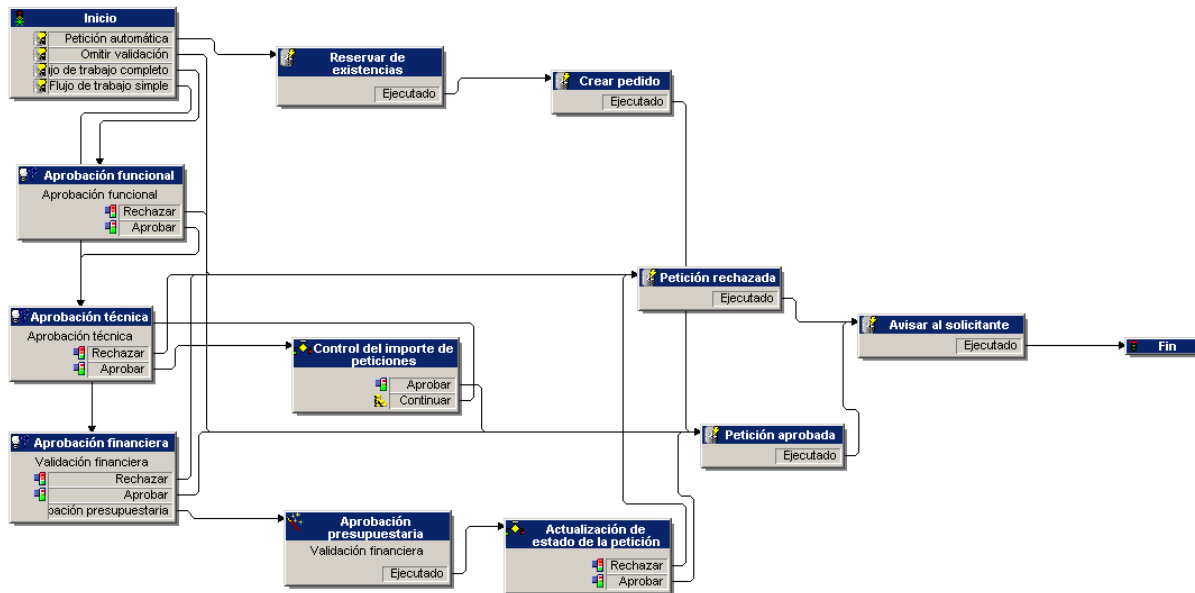 Inicio
Petición automática
Omitir validación
jo de trabajo completo
Flujo de trabajo simple
Reservar de
existencias
Ejecutado
Crear pedido
Ejecutado
Aprobación funcional
Aprobación funcional
Rechazar
Aprobar
Petición rechazada
Ejecutado
Aprobación técnica
Aprobación técnica
Rechazar
Aprobar
Control del importe de
peticiones
Aprobar
Continuar
Avisar al solicitante
Ejecutado
Fin
Aprobación financiera
Validación financiera
Rechazar
Aprobar
bación presupuestaria
Petición aprobada
Ejecutado
Aprobación
presupuestaria
Validación financiera
Ejecutado
Actualización de
estado de la petición
Rechazar
Aprobar